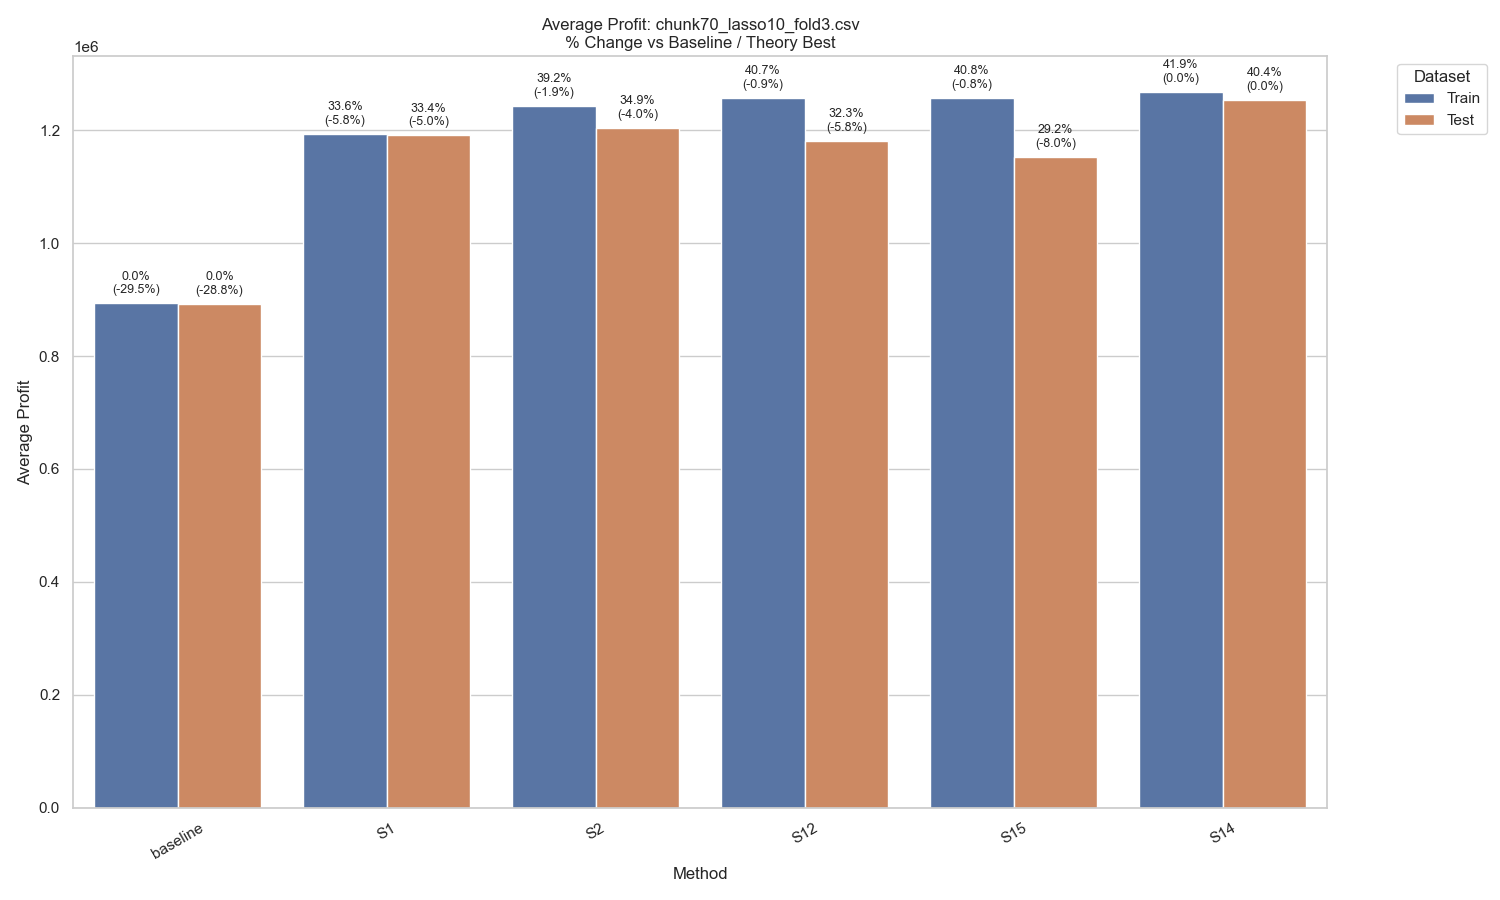 Average Profit: chunk70_lasso10_fold3.csv
% Change vs Baseline / Theory Best
1e6
Dataset
Train
Test
0.0%
(-29.5%)
0.0%
(-28.8%)
33.6%
(-5.8%)
33.4%
(-5.0%)
39.2%
(-1.9%)
34.9%
(-4.0%)
40.7%
(-0.9%)
32.3%
(-5.8%)
40.8%
(-0.8%)
29.2%
(-8.0%)
41.9%
(0.0%)
40.4%
(0.0%)
1.2
1.0
0.8
0.6
0.4
0.2
0.0
Average Profit
baseline
S1
S2
S12
S15
S14
Method